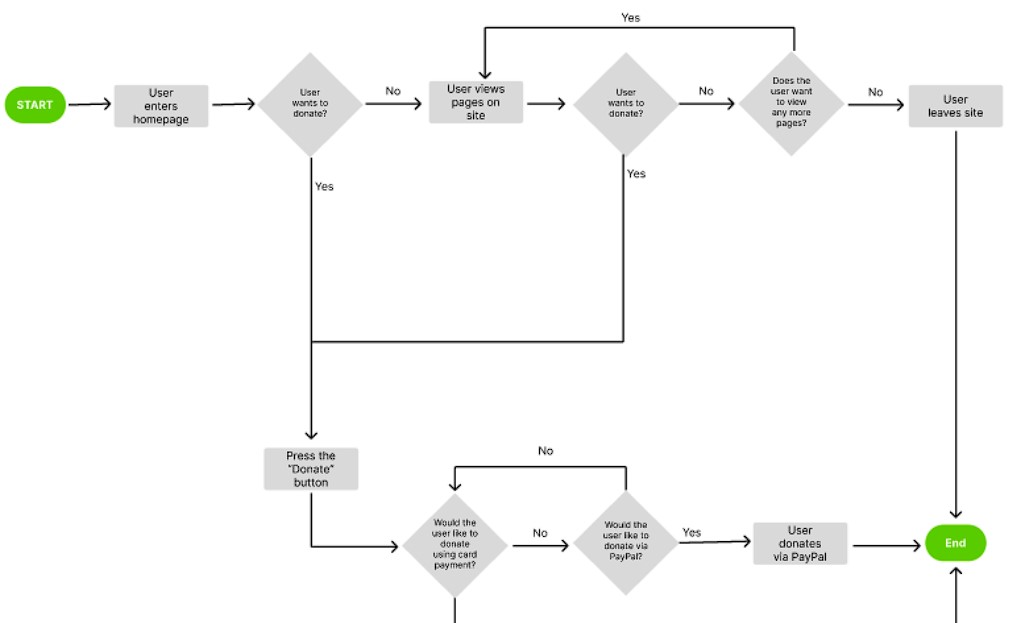 Yes
START
User
enters
homepage
User
wants to
donate?
No
User views
pages on
site
User
wants to
donate?
No
Does the
user want
to view
any more
pages?
No
User
leaves site
Yes
Yes
Press the
“Donate”
button
No
Would the
user like to
donate
using card
payment?
No
Would the
user like to
donate via
PayPal?
Yes
User
donates
via PayPal
End